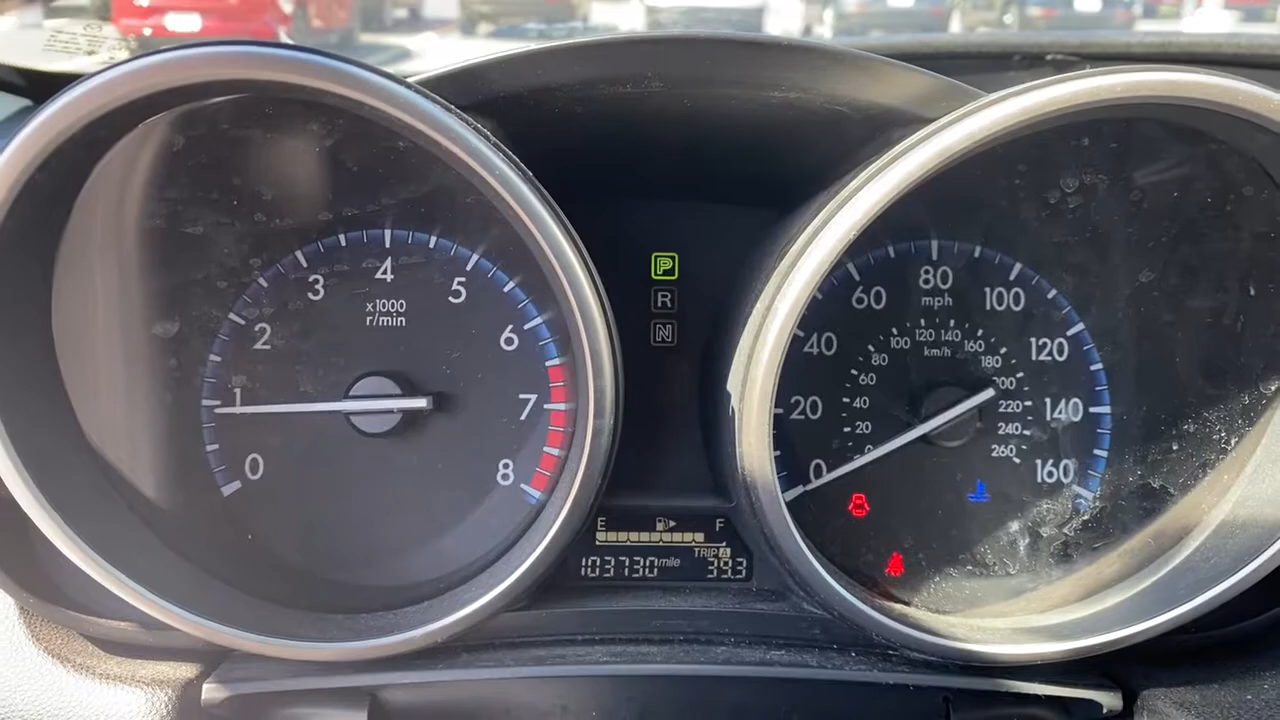 0
1
2
3
4
5
6
7
8
x1000
r/min
P
R
N
E
F
TRIP A
103730 mile
39.3
0
20
40
60
80
100
120
140
160
mph
20
40
60
80
100
120
140
160
180
200
220
240
260
km/h